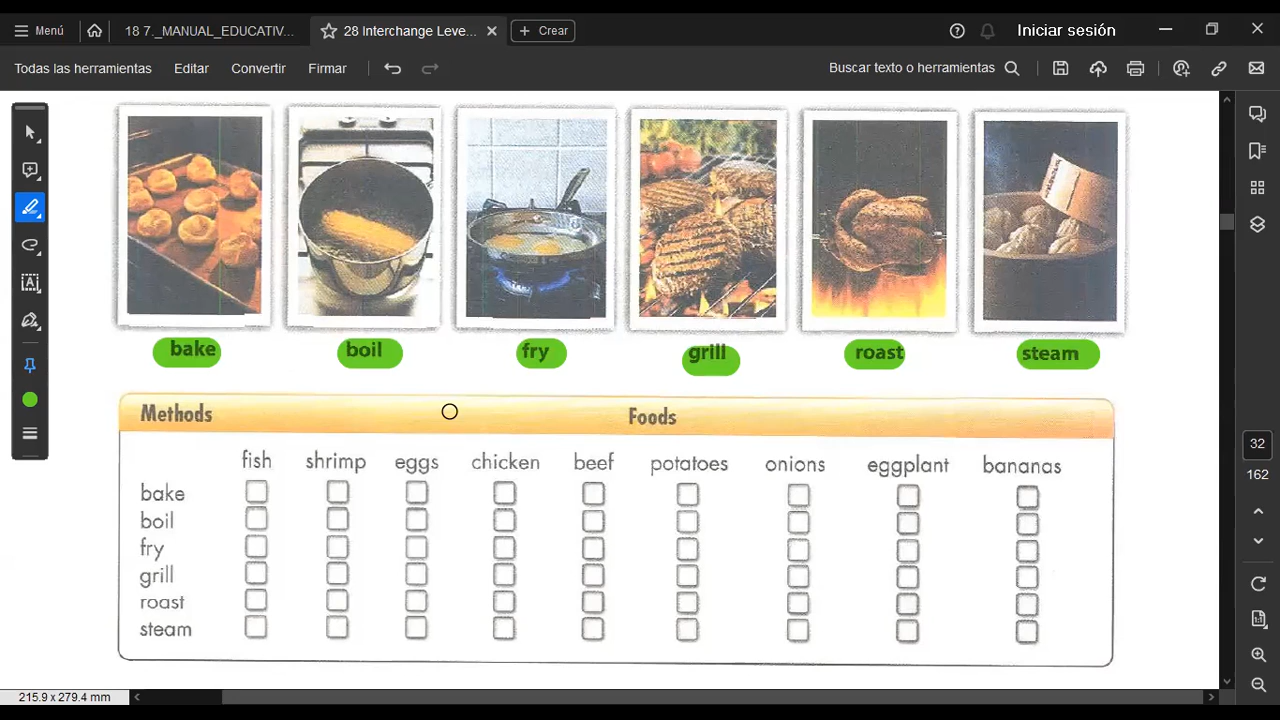 Menú
18 7._MANUAL_EDUCATIV...
28 Interchange Leve...
Crear
Iniciar sesión
Todas las herramientas
Editar
Convertir
Firmar
Buscar texto o herramientas
bake boil fry grill roast steam
Methods Foods
fish shrimp eggs chicken beef potatoes onions eggplant bananas
bake
boil
fry
grill
roast
steam
32
162
215.9 x 279.4 mm